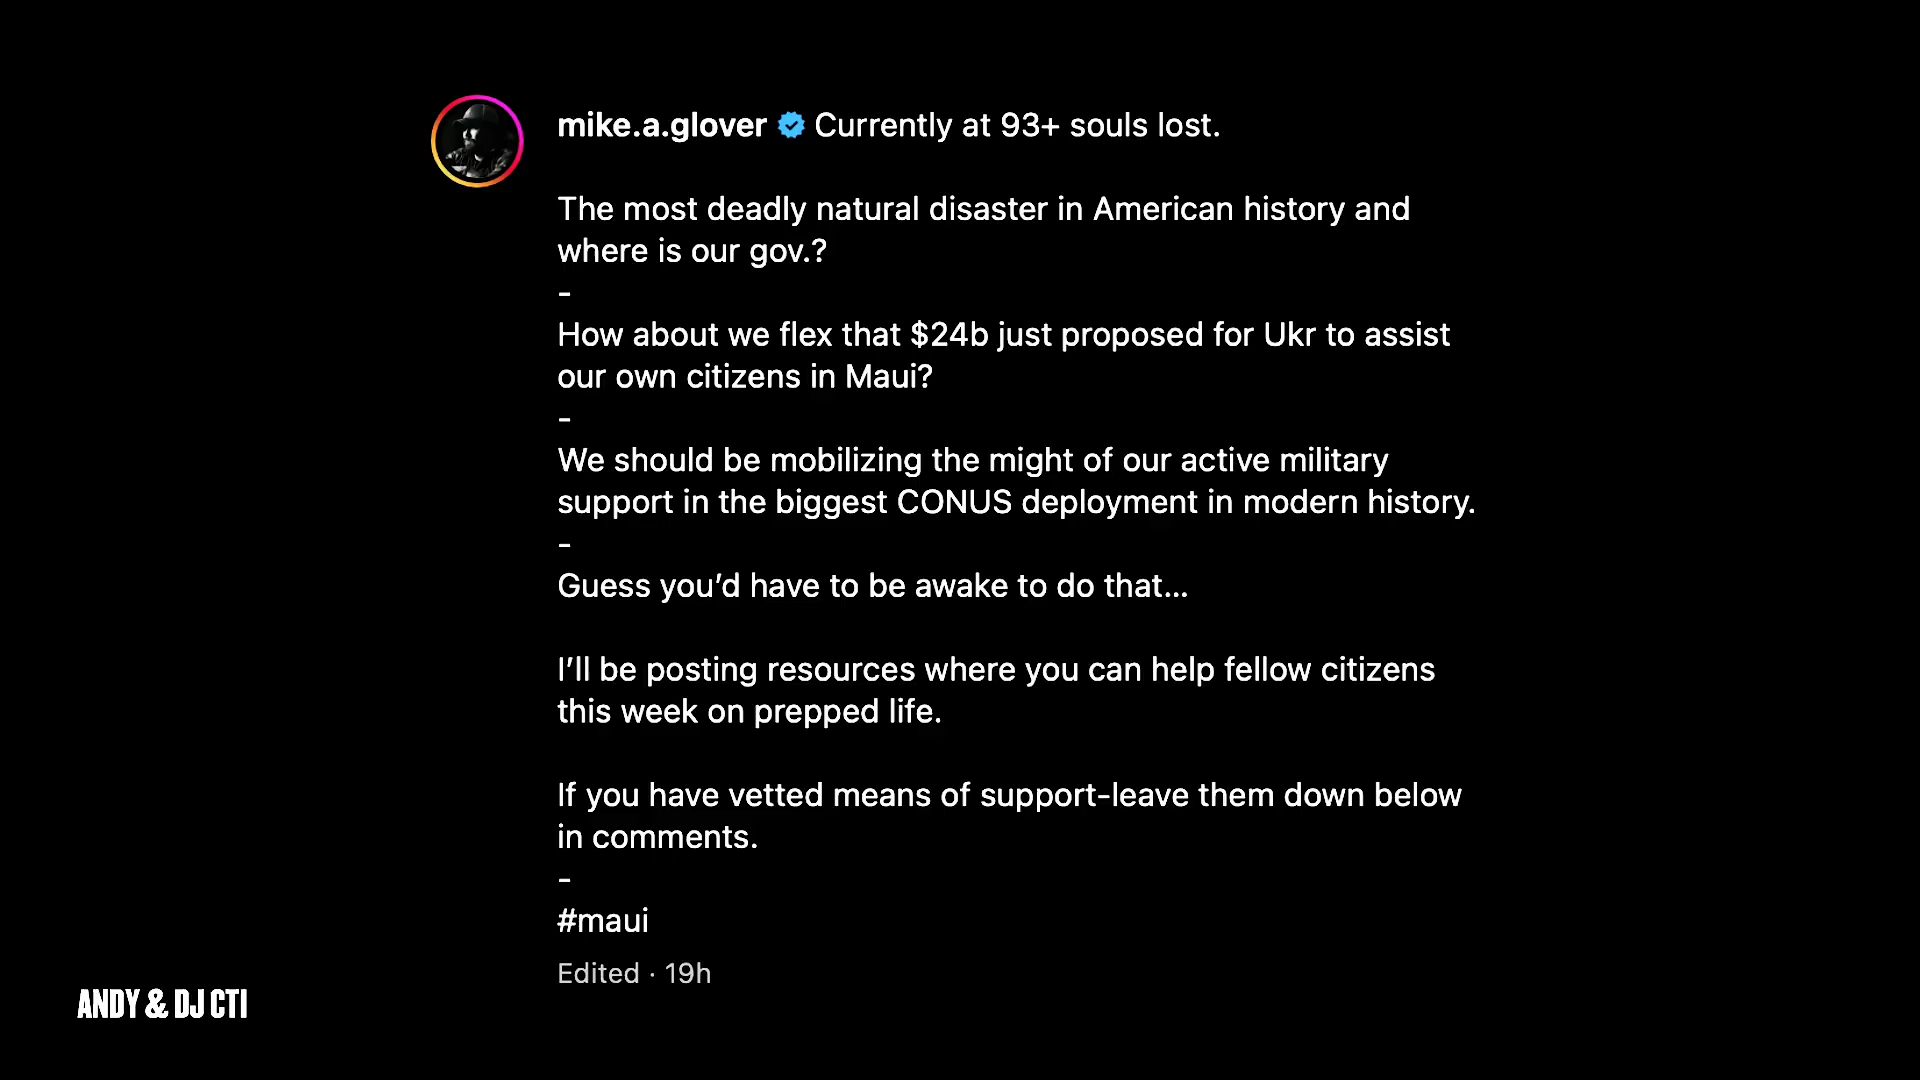 mike.a.glover Currently at 93+ souls lost.
The most deadly natural disaster in American history and
where is our gov.?
-
How about we flex that $24b just proposed for Ukr to assist
our own citizens in Maui?
-
We should be mobilizing the might of our active military
support in the biggest CONUS deployment in modern history.
-
Guess you’d have to be awake to do that...
I’ll be posting resources where you can help fellow citizens
this week on prepped life.
If you have vetted means of support-leave them down below
in comments.
-
#maui
Edited · 19h
ANDY & DJ CTI